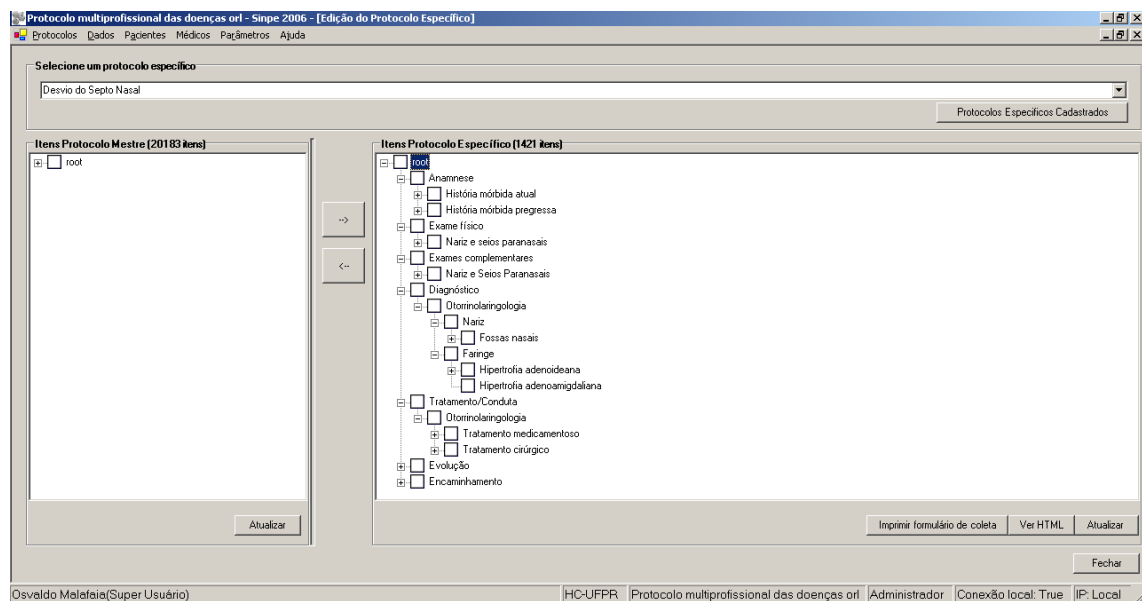 Protocolo multiprofissional das doenças orl - Sinpe 2006 - [Edição do Protocolo Específico]
Protocolos Dados Pacientes Médicos Parâmetros Ajuda
Selecione um protocolo específico
Desvio do Septo Nasal
Protocolos Especificos Cadastrados
Itens Protocolo Mestre (20183 itens)
root
-->
<--
Atualizar
Itens Protocolo Específico (1421 itens)
root
Anamnese
História mórbida atual
História mórbida pregressa
Exame físico
Nariz e seios paranasais
Exames complementares
Nariz e Seios Paranasais
Diagnóstico
Otorrinolaringologia
Nariz
Fossas nasais
Faringe
Hipertrofia adenoideana
Hipertrofia adenoamigdaliana
Tratamento/Conduta
Otorrinolaringologia
Tratamento medicamentoso
Tratamento cirúrgico
Evolução
Encaminhamento
Imprimir formulário de coleta Ver HTML Atualizar
Fechar
Osvaldo Malafaia(Super Usuário) HC-UFPR Protocolo multiprofissional das doenças orl Administrador Conexão local: True IP: Local